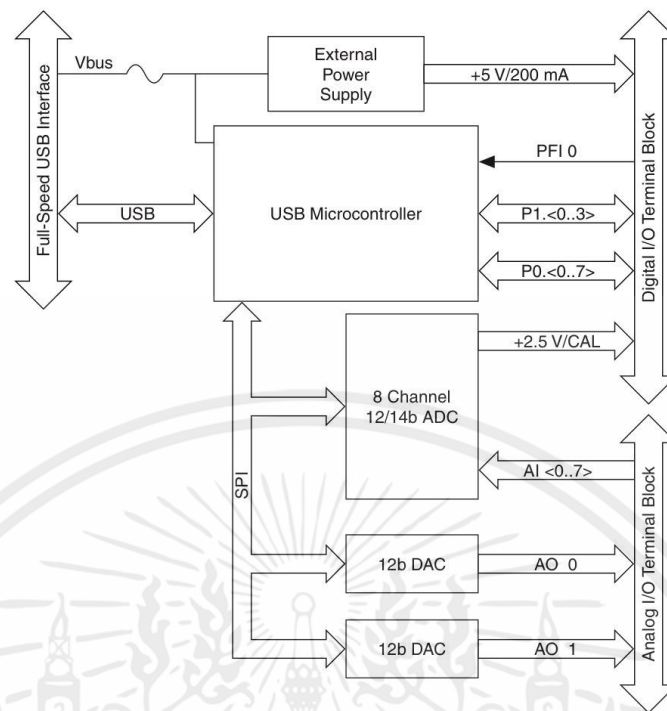 Full-Speed USB Interface
Vbus
External
Power
Supply
+5 V/200 mA
Digital I/O Terminal Block
PFI 0
USB
USB Microcontroller
P1.<0..3>
P0.<0..7>
+2.5 V/CAL
8 Channel
12/14b ADC
SPI
AI <0..7>
Analog I/O Terminal Block
12b DAC
AO 0
12b DAC
AO 1